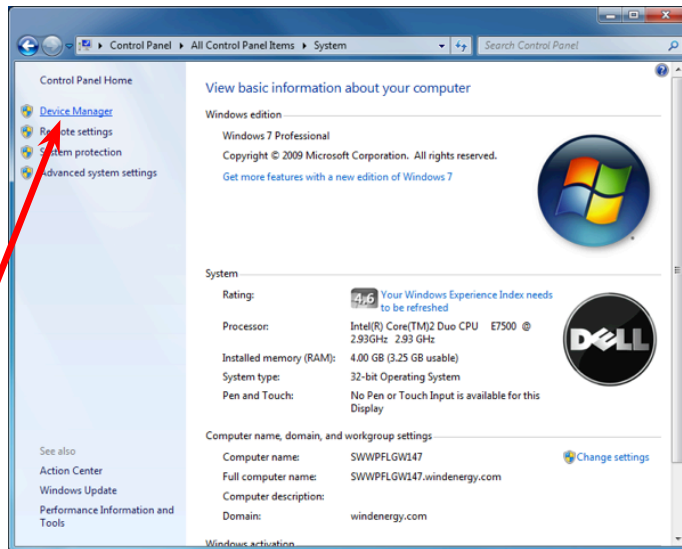 Control Panel ▸ All Control Panel Items ▸ System
Search Control Panel
Control Panel Home
Device Manager
Remote settings
System protection
Advanced system settings
See also
Action Center
Windows Update
Performance Information and
Tools
View basic information about your computer
Windows edition
Windows 7 Professional
Copyright © 2009 Microsoft Corporation. All rights reserved.
Get more features with a new edition of Windows 7
System
Rating:
4,6 Your Windows Experience Index needs
to be refreshed
Processor:
Intel(R) Core(TM)2 Duo CPU E7500 @
2.93GHz 2.93 GHz
Installed memory (RAM):
4.00 GB (3.25 GB usable)
System type:
32-bit Operating System
Pen and Touch:
No Pen or Touch Input is available for this
Display
DELL
Computer name, domain, and workgroup settings
Computer name:
SWWPFLGW147
Change settings
Full computer name:
SWWPFLGW147.windenergy.com
Computer description:
Domain:
windenergy.com
Windows activation